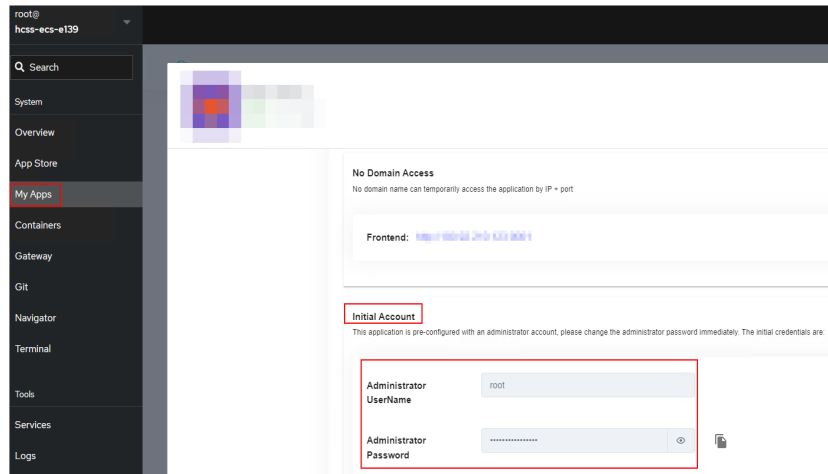 root@
hcss-ecs-e139
Search
System
Overview
App Store
My Apps
Containers
Gateway
Git
Navigator
Terminal
Tools
Services
Logs
No Domain Access
No domain name can temporarily access the application by IP + port
Frontend:
Initial Account
This application is pre-configured with an administrator account, please change the administrator password immediately. The initial credentials are:
Administrator
UserName
root
Administrator
Password
···············